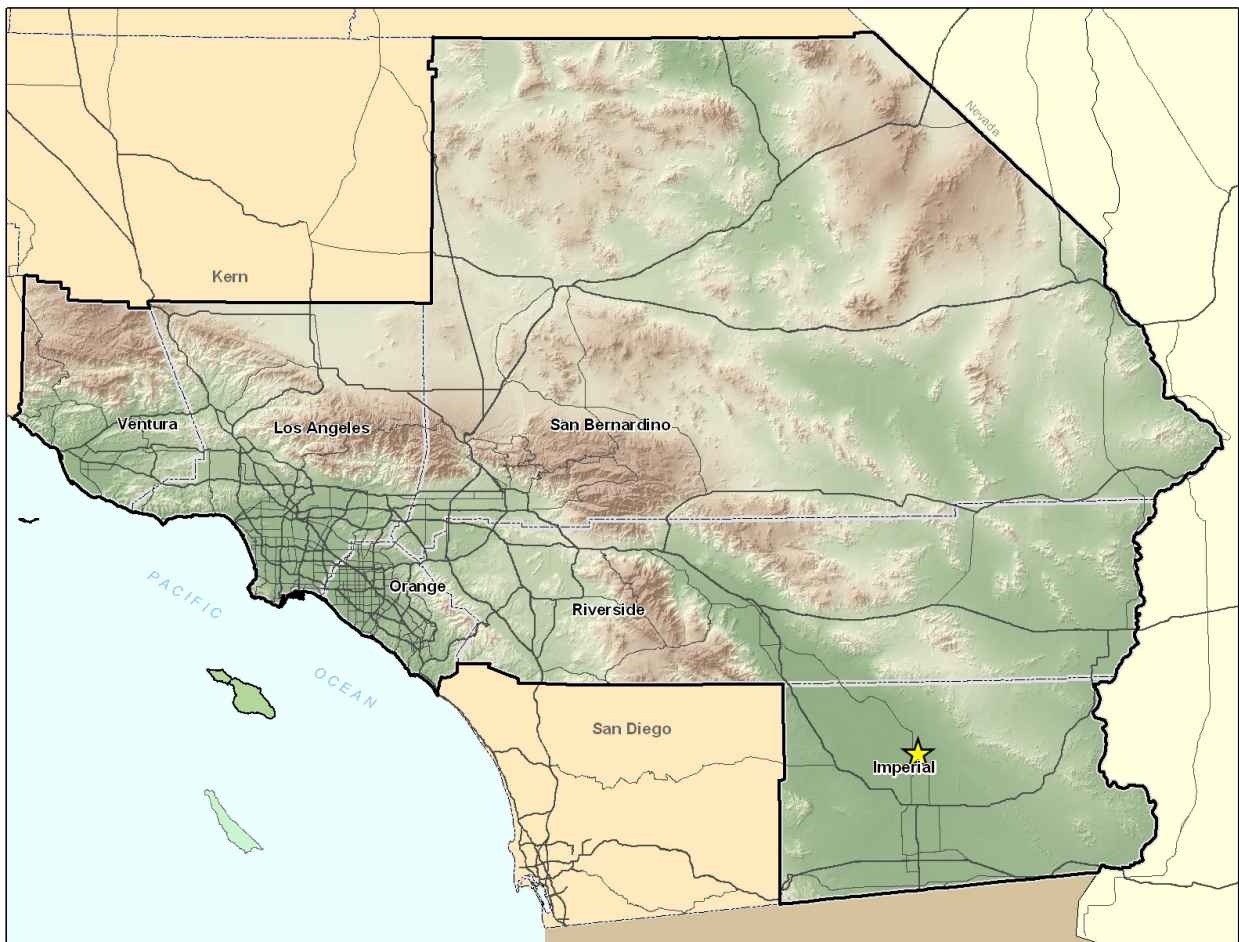 Nevada
Kern
Ventura
Los Angeles
San Bernardino
PACIFIC
Orange
Riverside
OCEAN
San Diego
Imperial